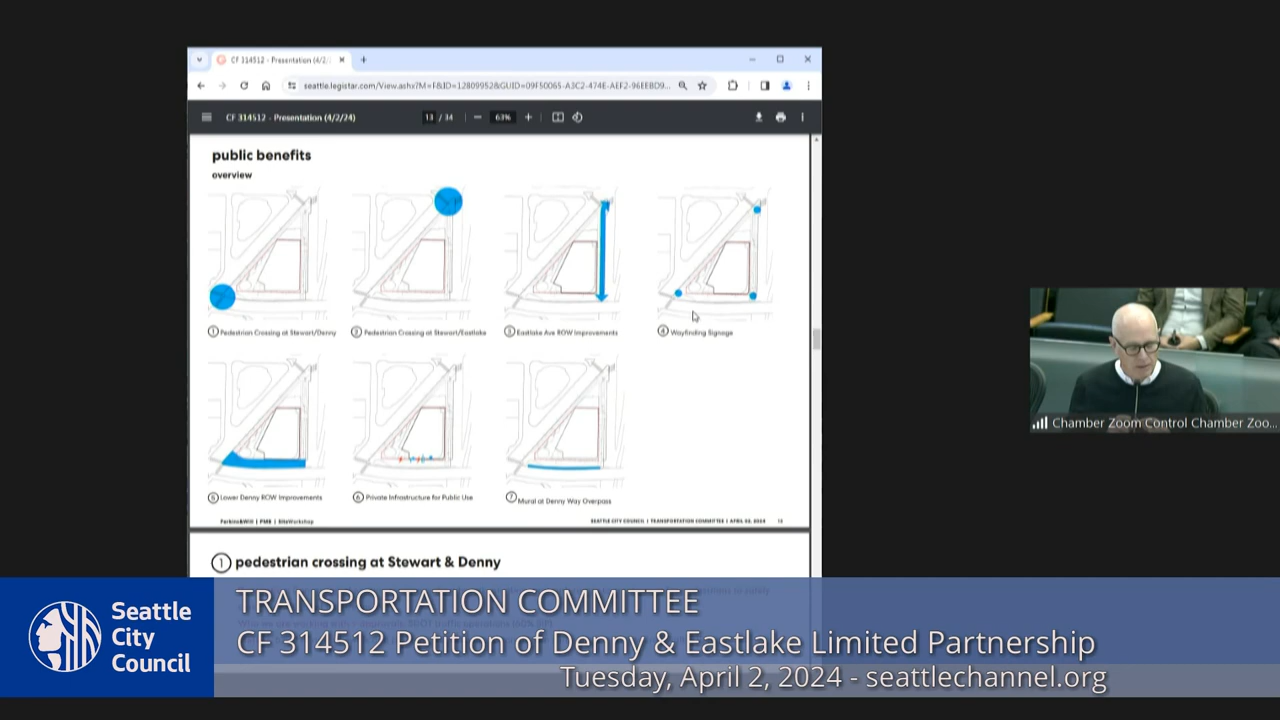 CF 314512 - Presentation (4/2/
seattle.legistar.com/View.ashx?M=F&ID=12809952&GUID=09F50065-A3C2-474E-AEF2-96EEBD9...
CF 314512 - Presentation (4/2/24)
13 / 34
63%
public benefits
overview
1 Pedestrian Crossing at Stewart/Denny
2 Pedestrian Crossing at Stewart/Eastlake
3 Eastlake Ave ROW Improvements
4 Wayfinding Signage
5 Lower Denny ROW Improvements
6 Private Infrastructure for Public Use
7 Mural at Denny Way Overpass
Perkins&Will | PMB | SiteWorkshop
SEATTLE CITY COUNCIL | TRANSPORTATION COMMITTEE | APRIL 02, 2024 13
1 pedestrian crossing at Stewart & Denny
Chamber Zoom Control Chamber Zoo...
Seattle
City
Council
TRANSPORTATION COMMITTEE
CF 314512 Petition of Denny & Eastlake Limited Partnership
Tuesday, April 2, 2024 - seattlechannel.org